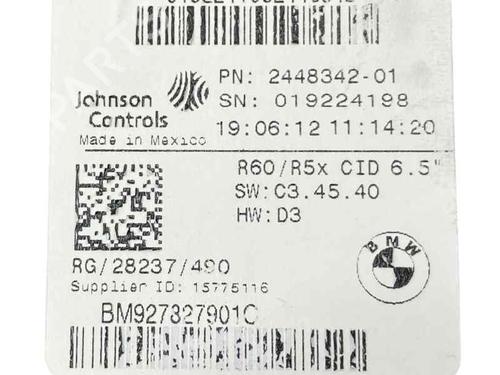 Johnson
Controls
Made in Mexico
PN: 2448342-01
SN: 019224198
19:06:12 11:14:20
R60/R5x CID 6.5"
SW:C3.45.40
HW:D3
BMW
RG/28237/490
Supplier ID: 15775116
BM927327901C